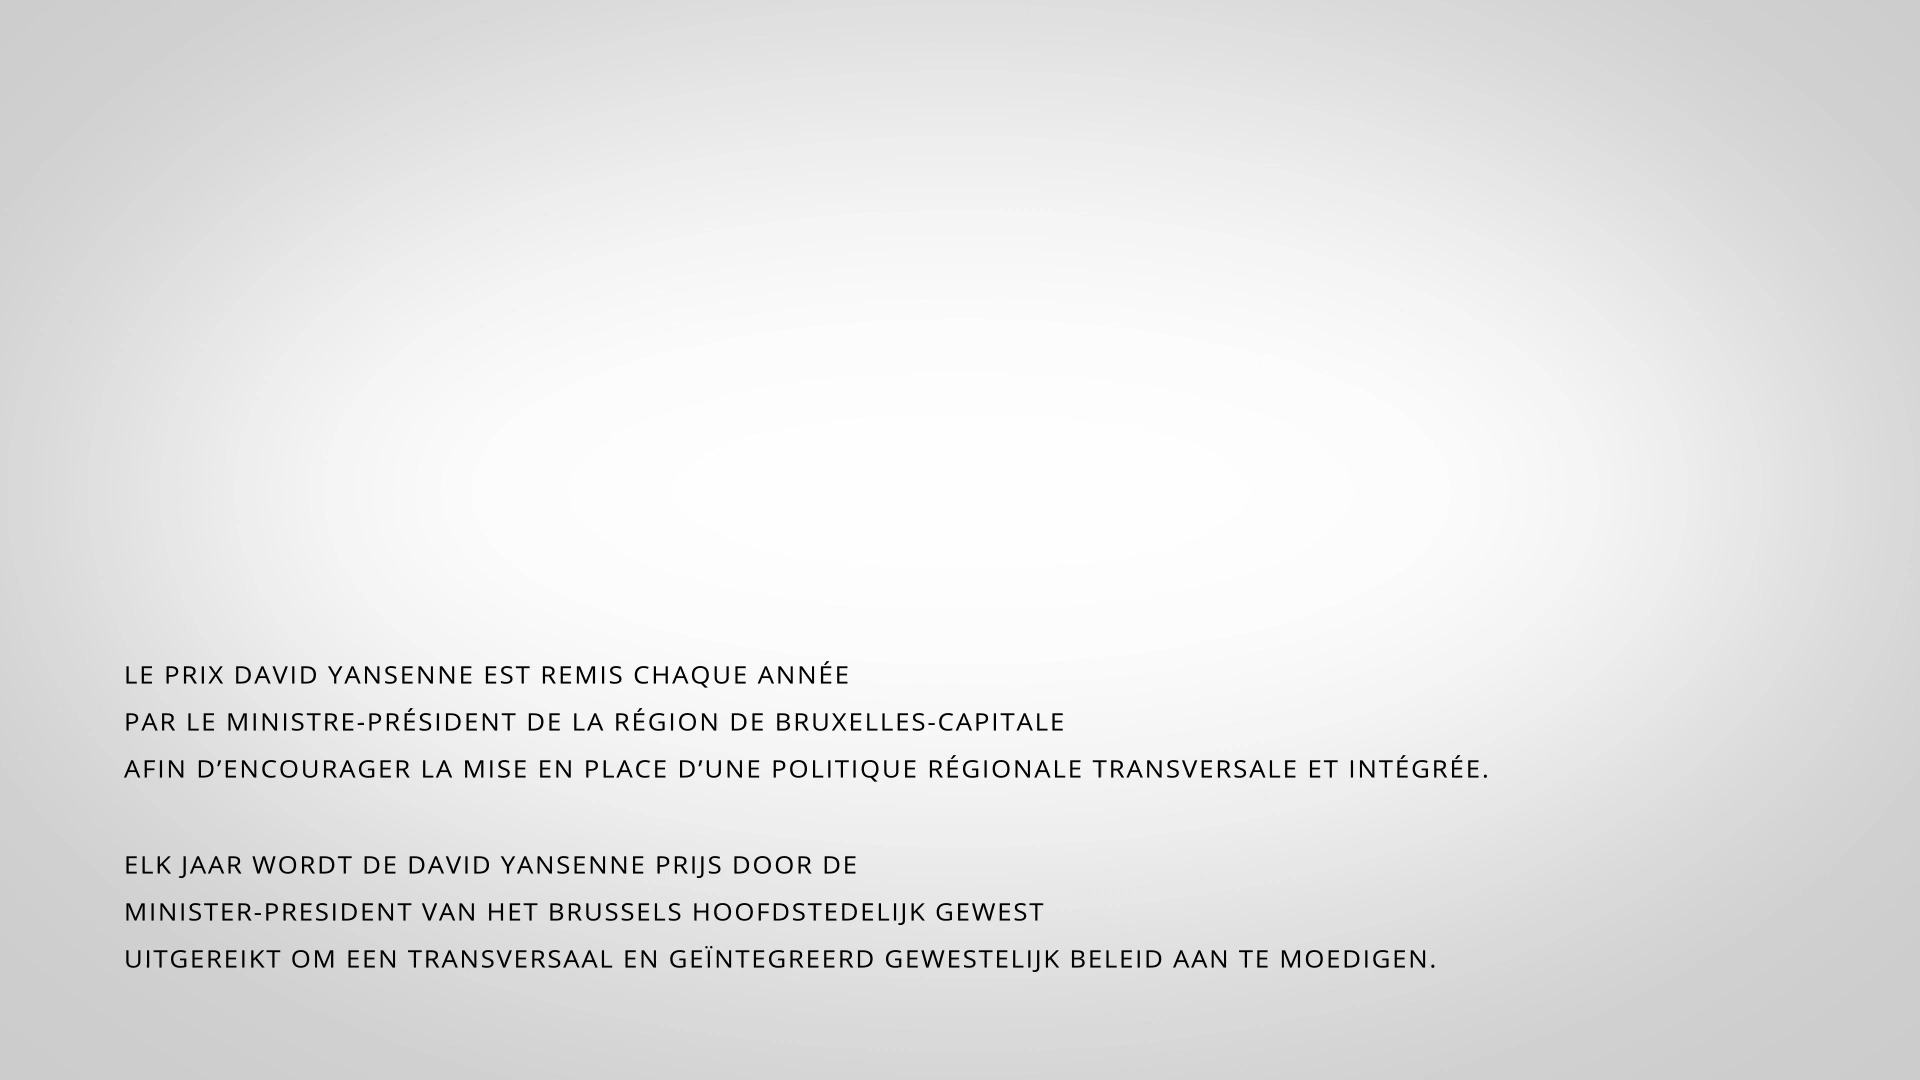 LE PRIX DAVID YANSENNE EST REMIS CHAQUE ANNÉE
PAR LE MINISTRE-PRÉSIDENT DE LA RÉGION DE BRUXELLES-CAPITALE
AFIN D’ENCOURAGER LA MISE EN PLACE D’UNE POLITIQUE RÉGIONALE TRANSVERSALE ET INTÉGRÉE.
ELK JAAR WORDT DE DAVID YANSENNE PRIJS DOOR DE
MINISTER-PRESIDENT VAN HET BRUSSELS HOOFDSTEDELIJK GEWEST
UITGEREIKT OM EEN TRANSVERSAAL EN GEÏNTEGREERD GEWESTELIJK BELEID AAN TE MOEDIGEN.